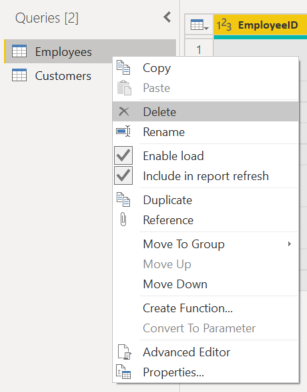 Queries [2]
Employees
Customers
1²3 EmployeeID
1
Copy
Paste
Delete
Rename
Enable load
Include in report refresh
Duplicate
Reference
Move To Group
Move Up
Move Down
Create Function...
Convert To Parameter
Advanced Editor
Properties...